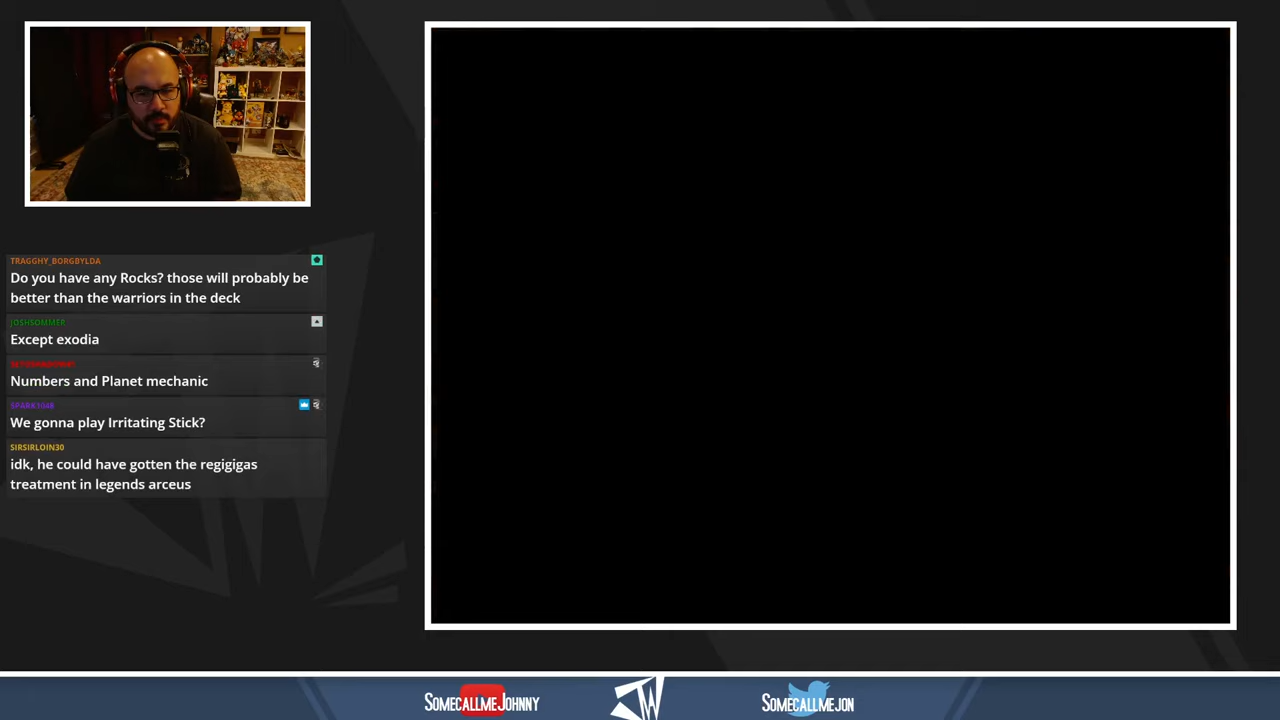 TRAGGHY_BORGBYLDA
Do you have any Rocks? those will probably be
better than the warriors in the deck
JOSHSOMMER
Except exodia
Numbers and Planet mechanic
SPARK1048
We gonna play Irritating Stick?
SIRSIRLOIN30
idk, he could have gotten the regigigas
treatment in legends arceus
SOMECALLMEJOHNNY
SOMECALLMEJON